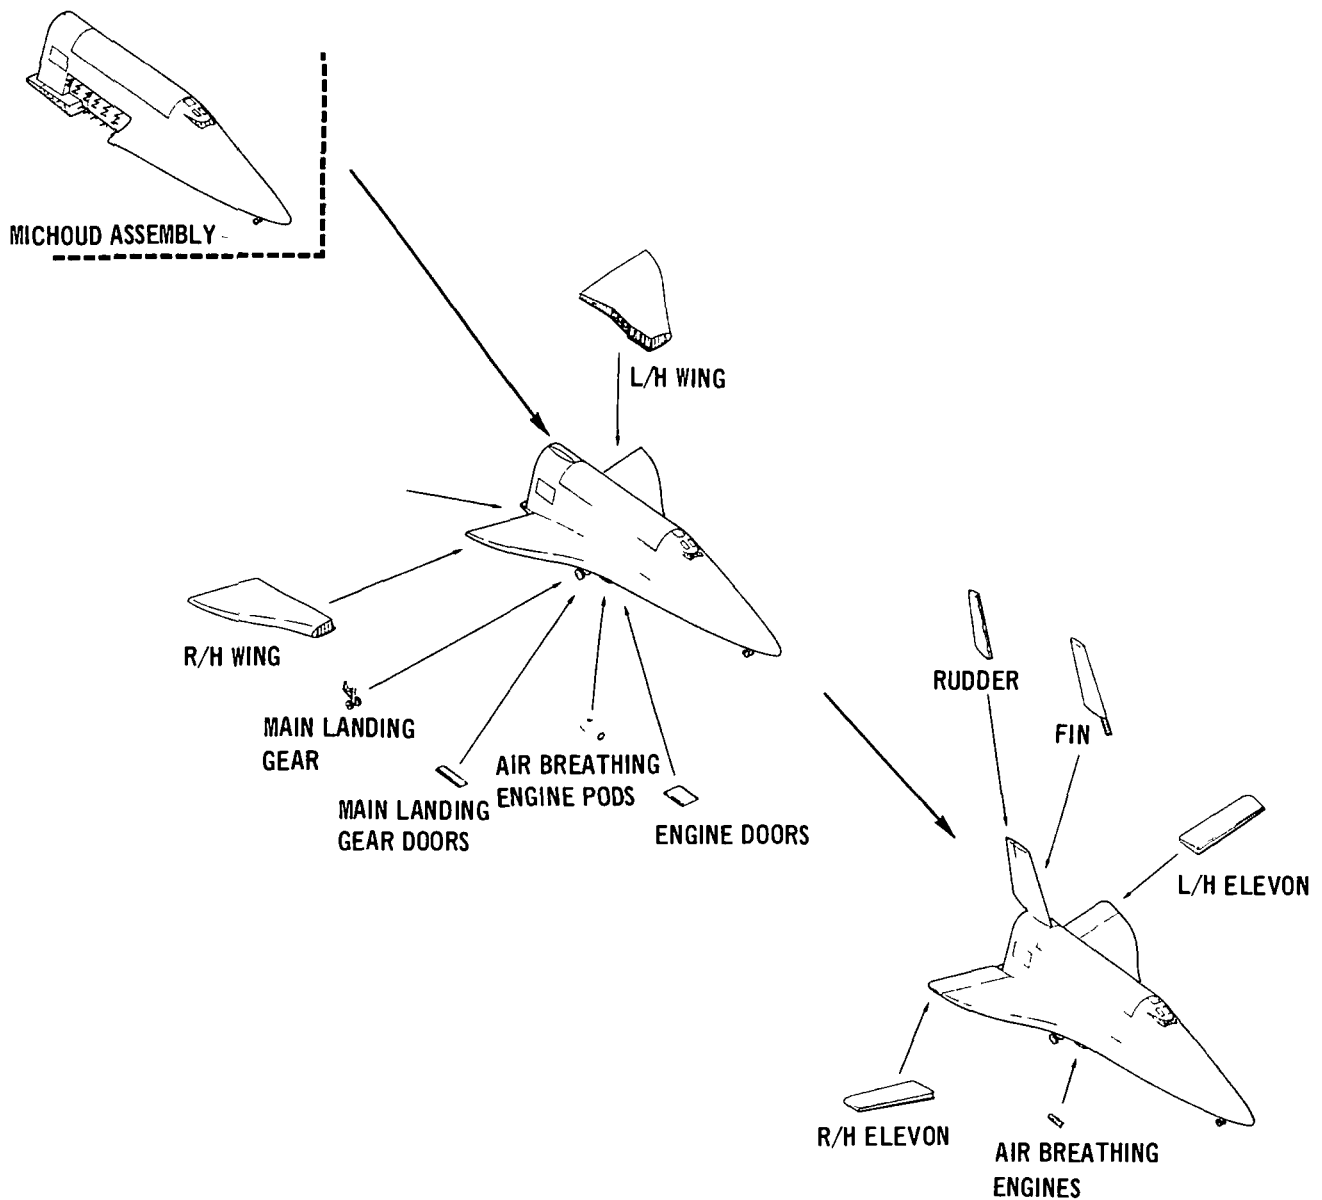 MICHOUD ASSEMBLY
L/H WING
R/H WING
MAIN LANDING
GEAR
MAIN LANDING
GEAR DOORS
AIR BREATHING
ENGINE PODS
ENGINE DOORS
RUDDER
FIN
L/H ELEVON
R/H ELEVON
AIR BREATHING
ENGINES